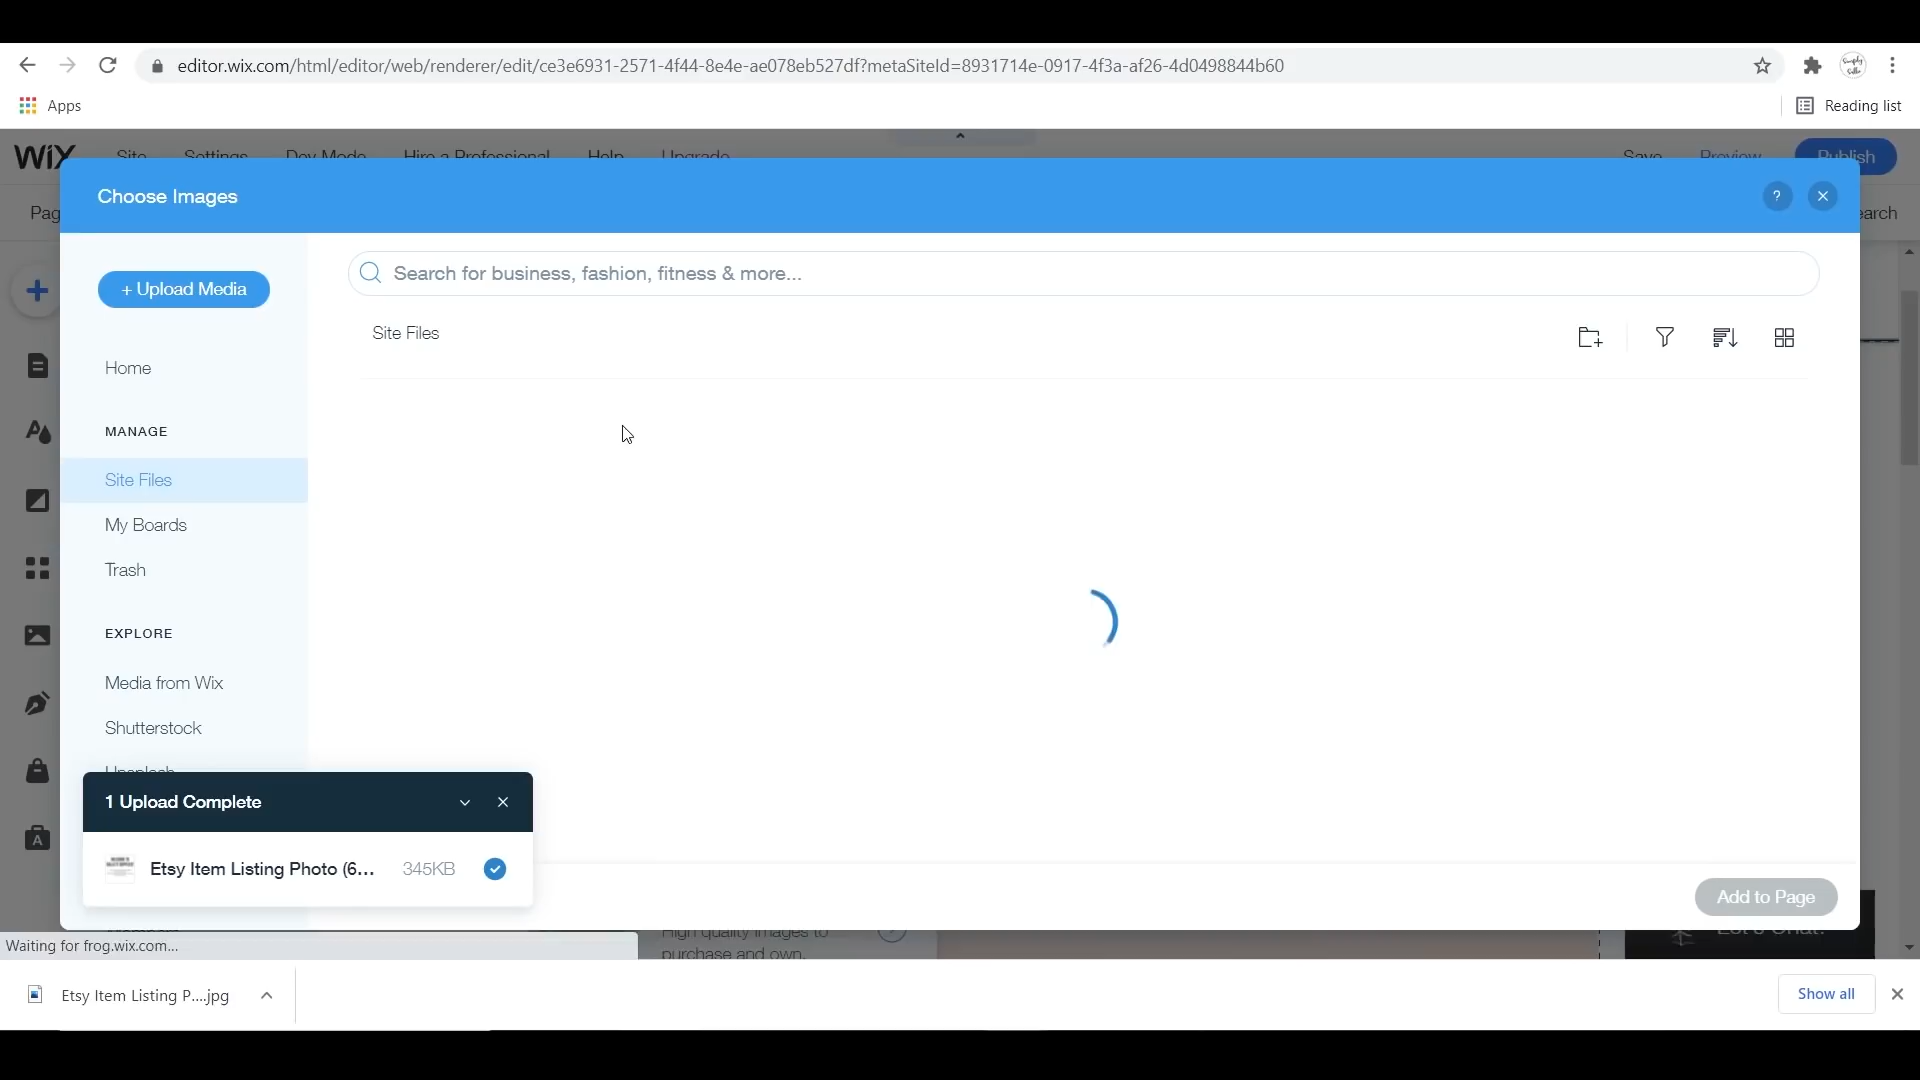 editor.wix.com/html/editor/web/renderer/edit/ce3e6931-2571-4f44-8e4e-ae078eb527df?metaSiteId=8931714e-0917-4f3a-af26-4d0498844b60
Apps
Reading list
WiX
Site Settings Dev Mode Hire a Professional Help Upgrade Save Preview Publish
Choose Images
?
Pag
earch
+ Upload Media
Search for business, fashion, fitness & more...
Site Files
Home
MANAGE
Site Files
My Boards
Trash
EXPLORE
Media from Wix
Shutterstock
Unsplash
1 Upload Complete
Etsy Item Listing Photo (6... 345KB
Add to Page
Waiting for frog.wix.com...
High quality images to
purchase and own.
Let's Chat!
Etsy Item Listing P....jpg
Show all